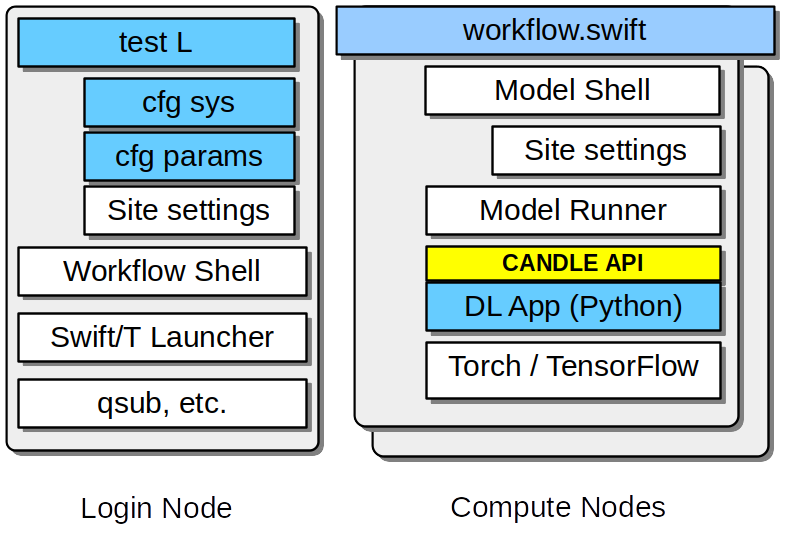 test L
cfg sys
cfg params
Site settings
Workflow Shell
Swift/T Launcher
qsub, etc.
Login Node
workflow.swift
Model Shell
Site settings
Model Runner
CANDLE API
DL App (Python)
Torch / TensorFlow
Compute Nodes